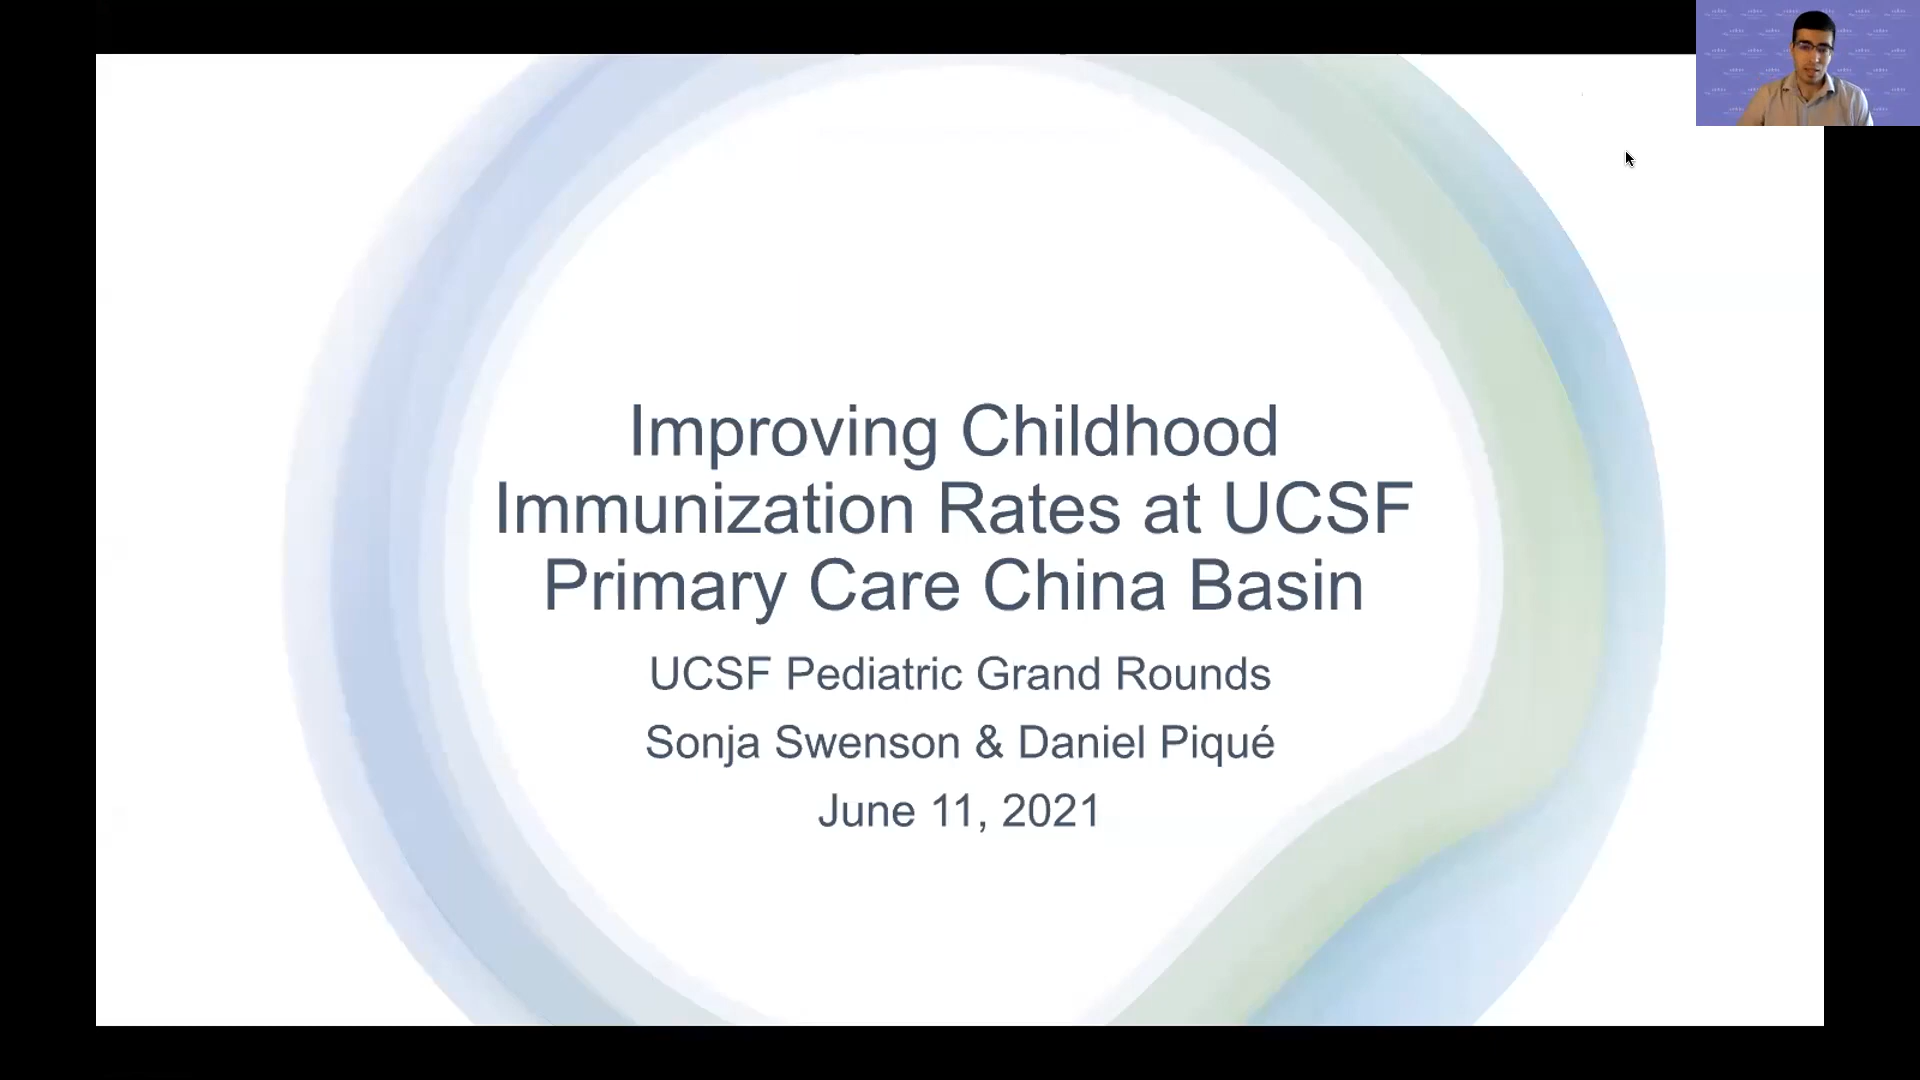 Improving Childhood
Immunization Rates at UCSF
Primary Care China Basin
UCSF Pediatric Grand Rounds
Sonja Swenson & Daniel Piqué
June 11, 2021